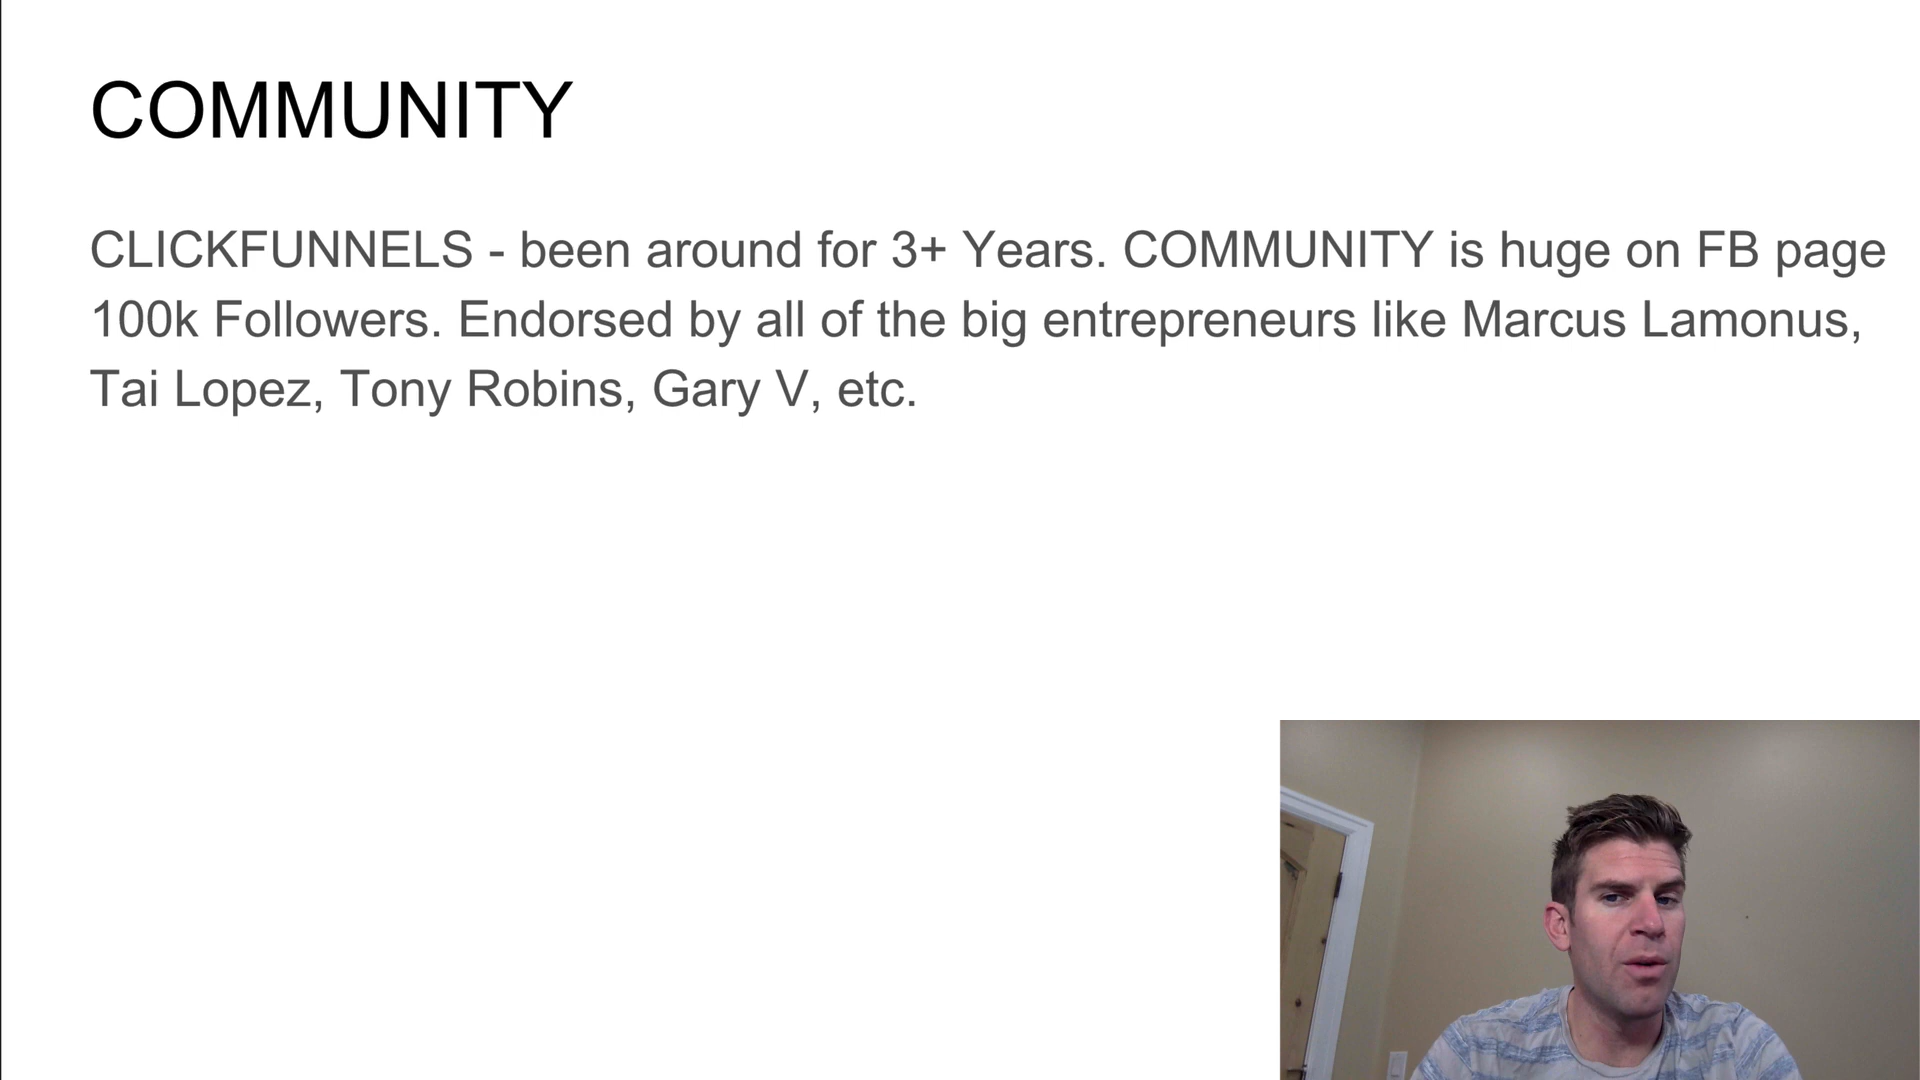 COMMUNITY
CLICKFUNNELS - been around for 3+ Years. COMMUNITY is huge on FB page
100k Followers. Endorsed by all of the big entrepreneurs like Marcus Lamonus,
Tai Lopez, Tony Robins, Gary V, etc.